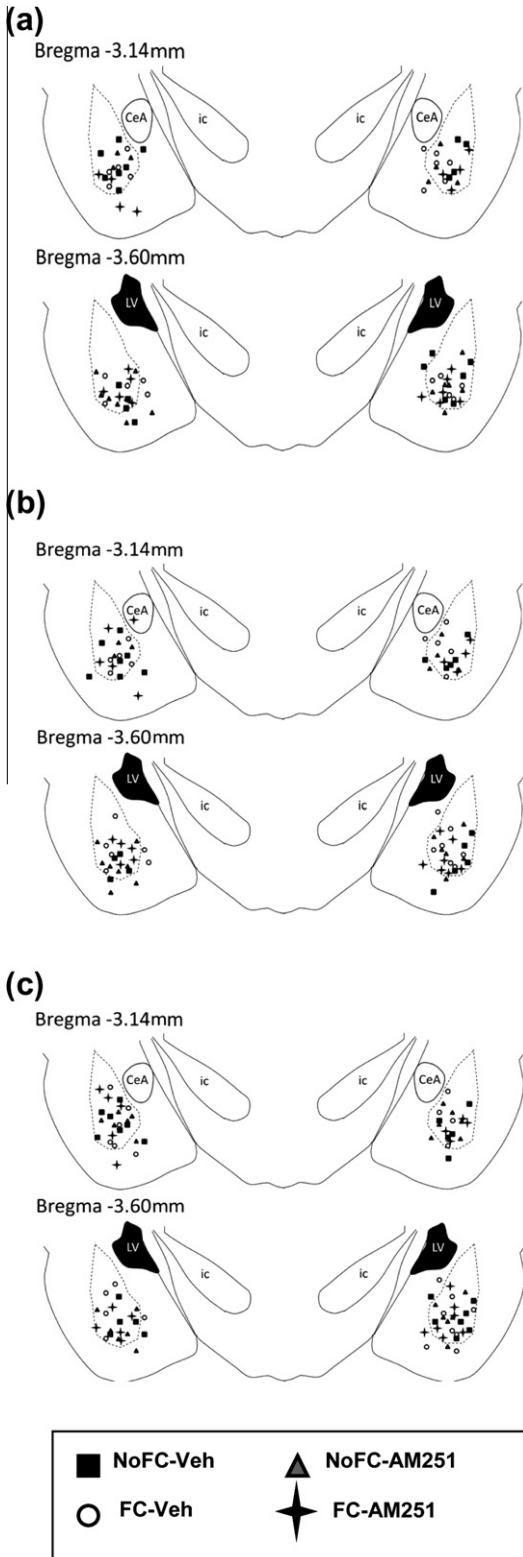 (a)
Bregma -3.14mm
CeA ic ic CeA
Bregma -3.60mm
LV ic ic LV
(b)
Bregma -3.14mm
CeA ic ic CeA
Bregma -3.60mm
LV ic ic LV
(c)
Bregma -3.14mm
CeA ic ic CeA
Bregma -3.60mm
LV ic ic LV
NoFC-Veh NoFC-AM251
FC-Veh FC-AM251